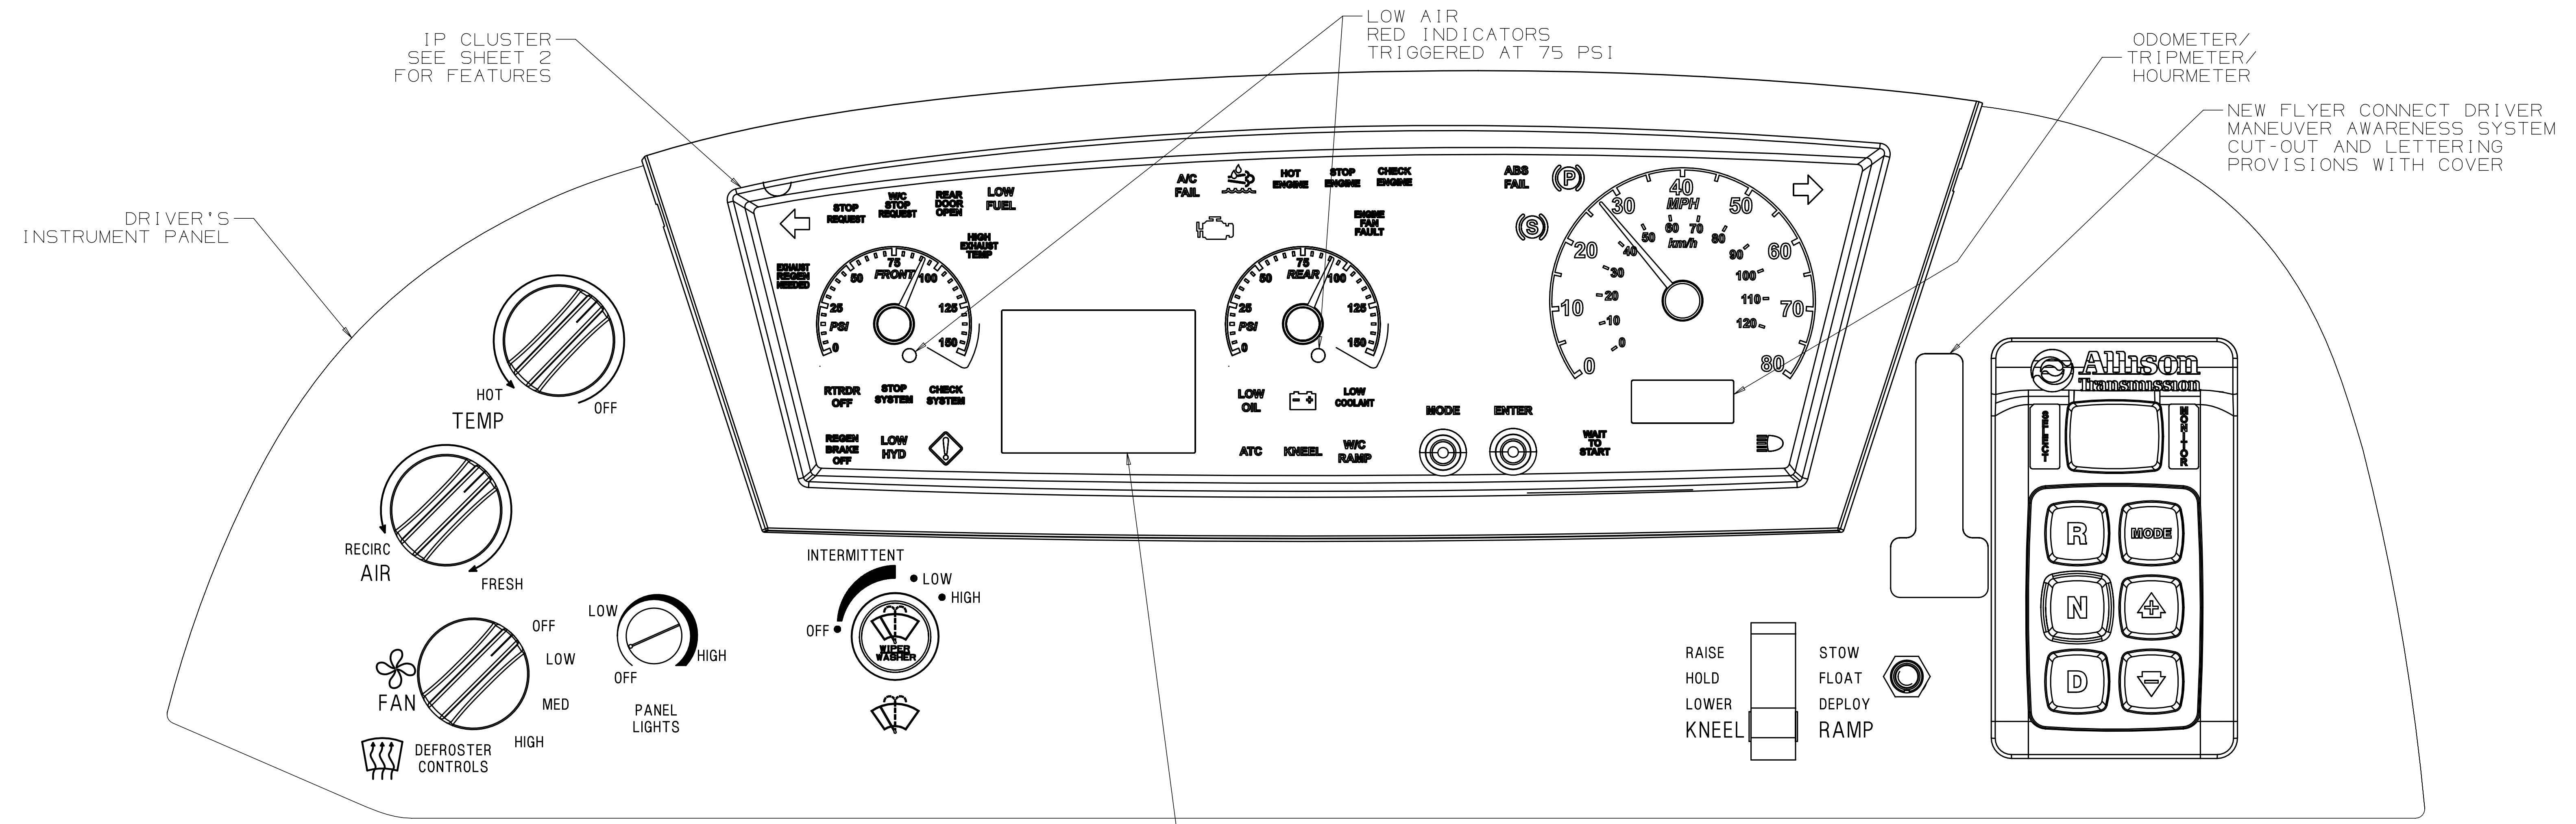 IP CLUSTER
SEE SHEET 2
FOR FEATURES
LOW AIR
RED INDICATORS
TRIGGERED AT 75 PSI
ODOMETER/
TRIPMETER/
HOURMETER
NEW FLYER CONNECT DRIVER
MANEUVER AWARENESS SYSTEM
CUT-OUT AND LETTERING
PROVISIONS WITH COVER
DRIVER'S
INSTRUMENT PANEL
STOP
REQUEST
W/C
STOP
REQUEST
REAR
DOOR
OPEN
LOW
FUEL
HIGH
EXHAUST
TEMP
EXHAUST
REGEN
NEEDED
0
25
50
75
100
125
150
FRONT
PSI
RTRDR
OFF
STOP
SYSTEM
CHECK
SYSTEM
REGEN
BRAKE
OFF
LOW
HYD
A/C
FAIL
HOT
ENGINE
STOP
ENGINE
CHECK
ENGINE
ENGINE
FAN
FAULT
0
25
50
75
100
125
150
REAR
PSI
LOW
OIL
LOW
COOLANT
ATC
KNEEL
W/C
RAMP
MODE
ENTER
ABS
FAIL
P
S
0
10
20
30
40
50
60
70
80
MPH
0
10
20
30
40
50
60
70
80
90
100
110
120
km/h
WAIT
TO
START
HOT
OFF
TEMP
RECIRC
FRESH
AIR
OFF
LOW
MED
HIGH
FAN
DEFROSTER
CONTROLS
LOW
HIGH
OFF
PANEL
LIGHTS
INTERMITTENT
LOW
HIGH
OFF
WIPER
WASHER
RAISE
HOLD
LOWER
KNEEL
STOW
FLOAT
DEPLOY
RAMP
Allison
Transmission
SELECT
MONITOR
R
MODE
N
D